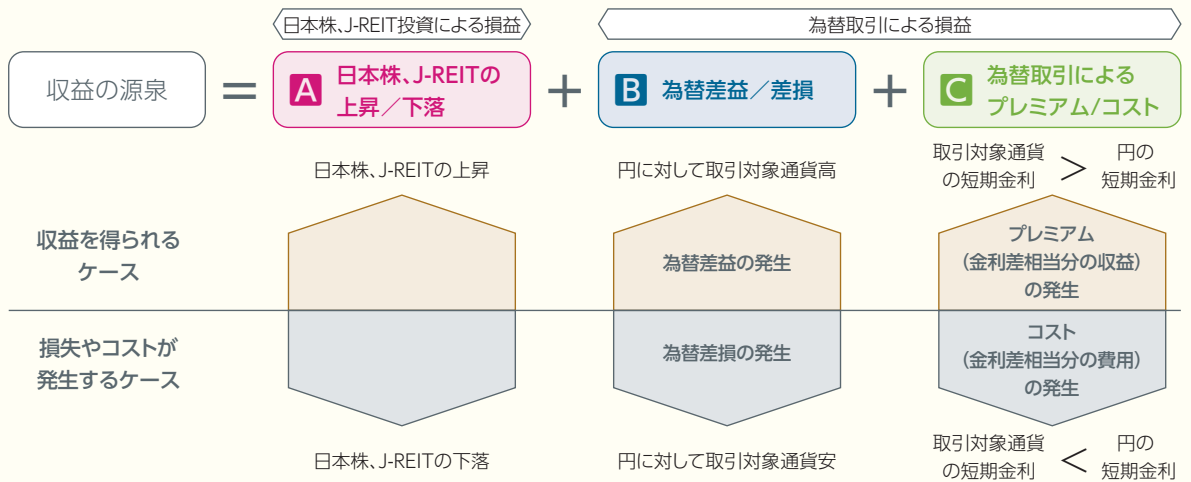 日本株、J-REIT投資による損益
為替取引による損益
収益の源泉
=
A
日本株、J-REITの
上昇／下落
+
B
為替差益／差損
+
C
為替取引による
プレミアム/コスト
日本株、J-REITの上昇
円に対して取引対象通貨高
取引対象通貨
の短期金利
>
円の
短期金利
収益を得られる
ケース
為替差益の発生
プレミアム
(金利差相当分の収益)
の発生
損失やコストが
発生するケース
為替差損の発生
コスト
(金利差相当分の費用)
の発生
日本株、J-REITの下落
円に対して取引対象通貨安
取引対象通貨
の短期金利
<
円の
短期金利